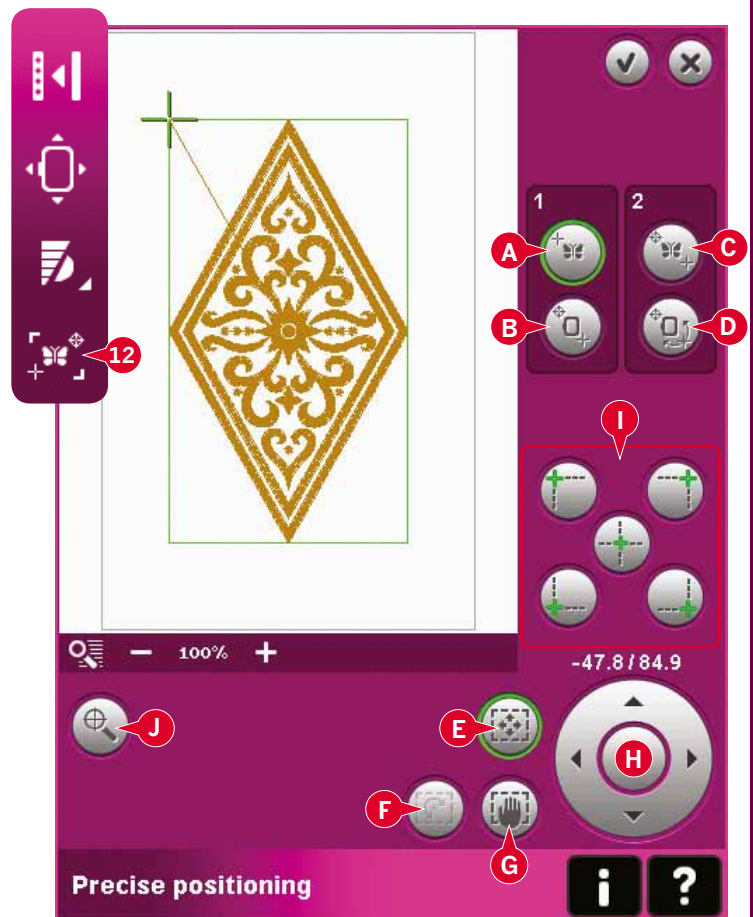 1
2
A
C
B
D
12
I
100%
-47.8/84.9
J
E
H
F
G
Precise positioning
i
?